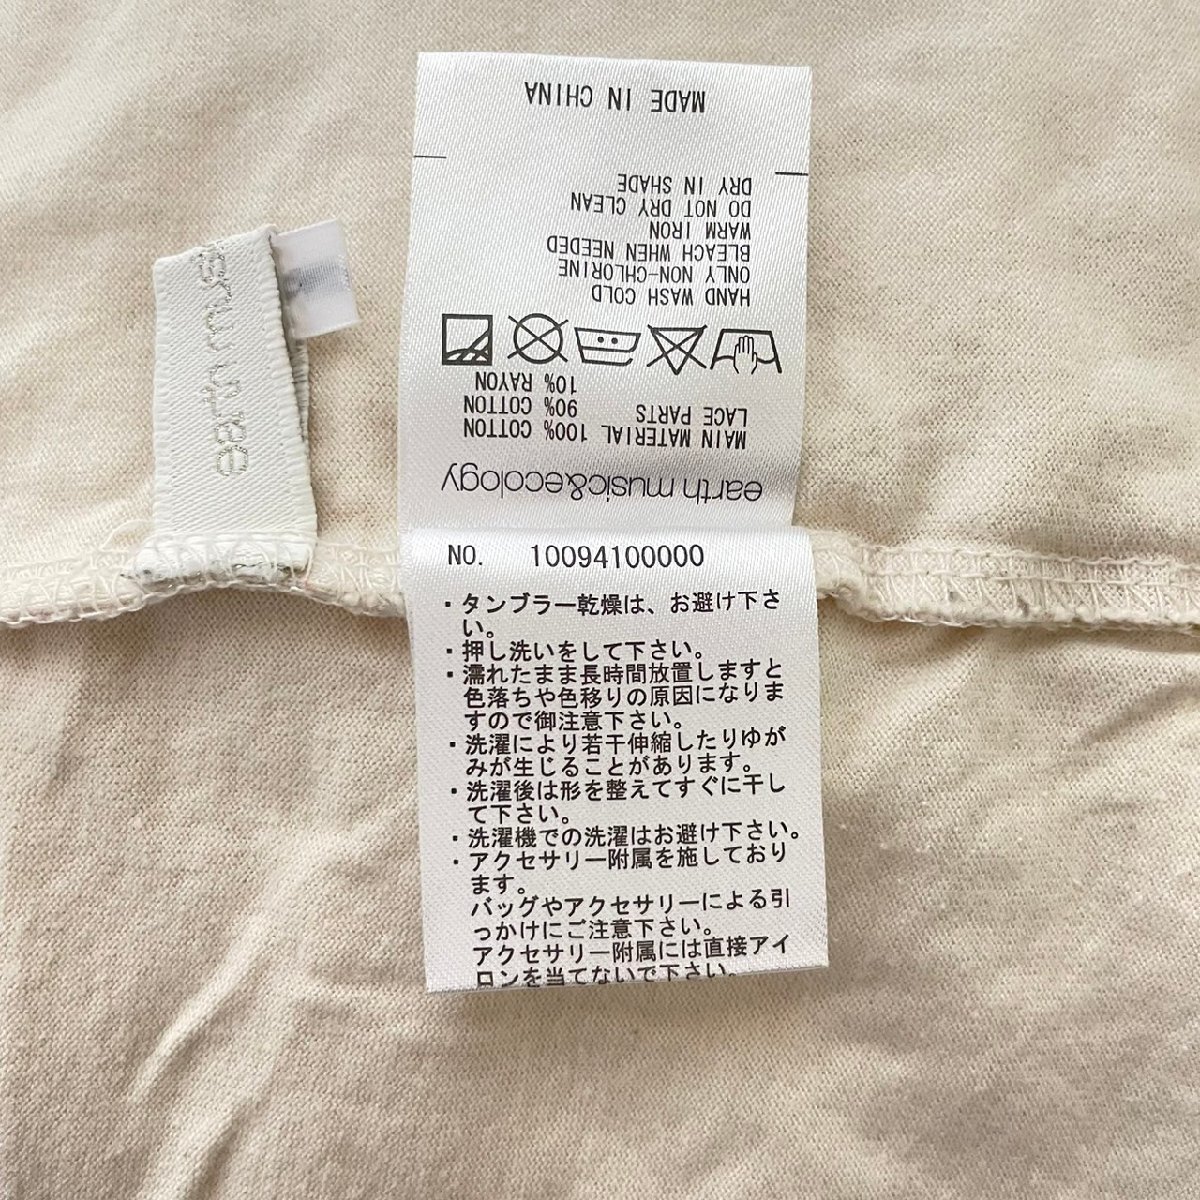 earth music&ecology
MAIN MATERIAL 100% COTTON
LACE PARTS 90% COTTON
10% RAYON
HAND WASH COLD
ONLY NON-CHLORINE
BLEACH WHEN NEEDED
WARM IRON
DO NOT DRY CLEAN
DRY IN SHADE
MADE IN CHINA
NO. 10094100000
・タンブラー乾燥は、お避け下さ
い。
・押し洗いをして下さい。
・濡れたまま長時間放置しますと
色落ちや色移りの原因になりま
すので御注意下さい。
・洗濯により若干伸縮したりゆが
みが生じることがあります。
・洗濯後は形を整えてすぐに干し
て下さい。
・洗濯機での洗濯はお避け下さい。
・アクセサリー附属を施しており
ます。
バッグやアクセサリーによる引
っかけにご注意下さい。
アクセサリー附属には直接アイ
ロンを当てないで下さい。